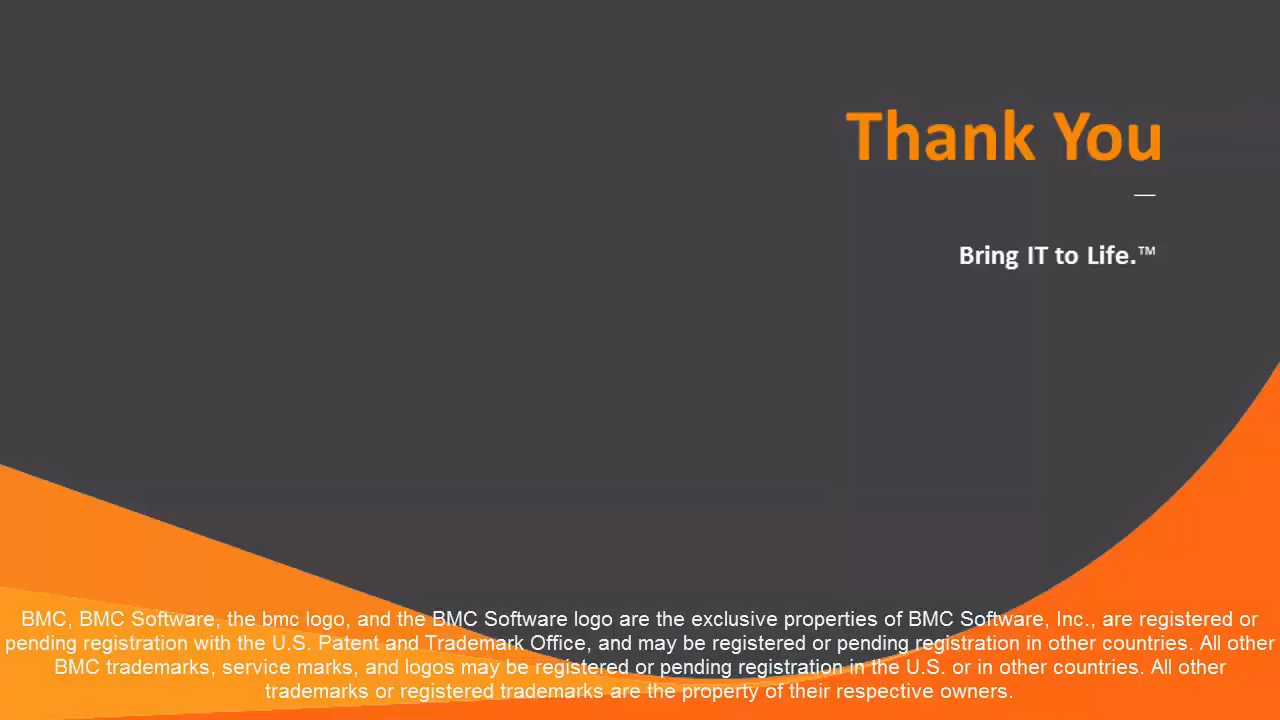 Thank You
Bring IT to Life.™
BMC, BMC Software, the bmc logo, and the BMC Software logo are the exclusive properties of BMC Software, Inc., are registered or
pending registration with the U.S. Patent and Trademark Office, and may be registered or pending registration in other countries. All other
BMC trademarks, service marks, and logos may be registered or pending registration in the U.S. or in other countries. All other
trademarks or registered trademarks are the property of their respective owners.